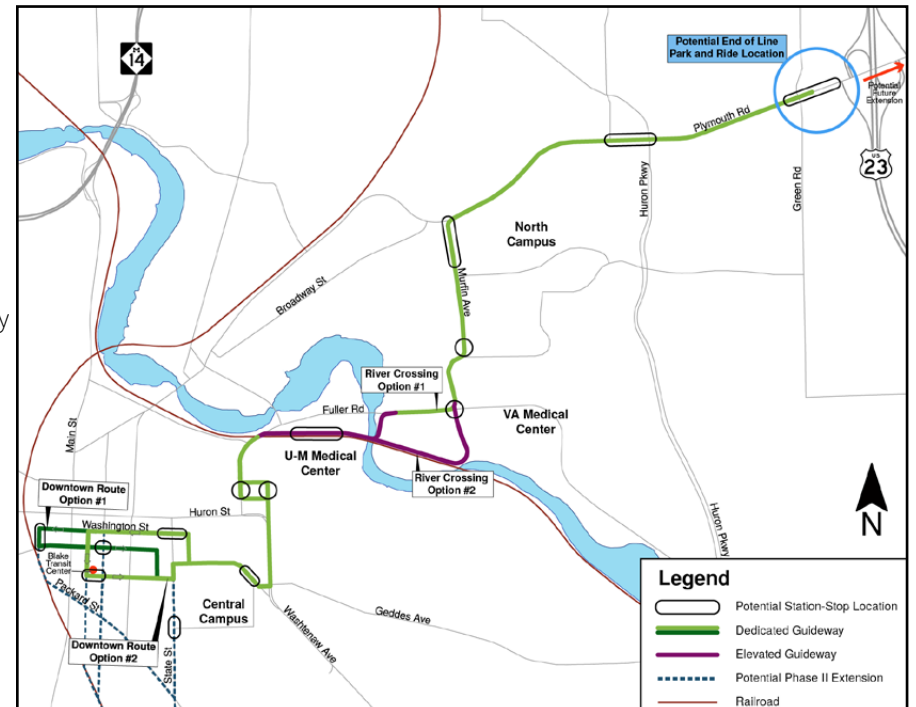 M
14
Potential End of Line
Park and Ride Location
Potential
Future
Extension
Plymouth Rd
US
23
Huron Pkwy
Green Rd
North
Campus
Murfin Ave
Broadway St
y
River Crossing
Option #1
Fuller Rd
VA Medical
Center
Main St
U-M Medical
Center
River Crossing
Option #2
Downtown Route
Option #1
Huron St
Washington St
Huron Pkwy
N
Blake
Transit
Center
Packard St
Central
Campus
Geddes Ave
Washtenaw Ave
State St
Downtown Route
Option #2
Legend
Potential Station-Stop Location
Dedicated Guideway
Elevated Guideway
Potential Phase II Extension
Railroad